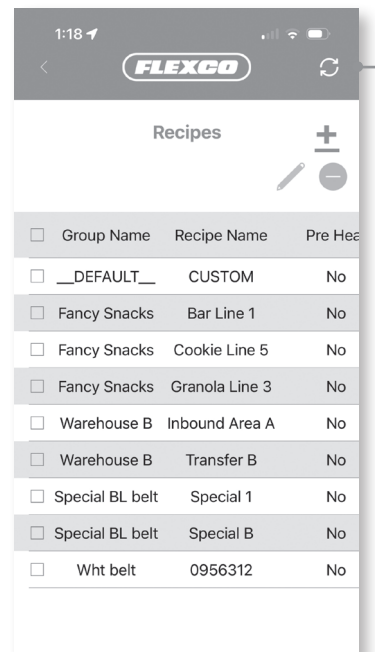 1:18
FLEXCO
Recipes
Group Name Recipe Name Pre Hea
__DEFAULT__ CUSTOM No
Fancy Snacks Bar Line 1 No
Fancy Snacks Cookie Line 5 No
Fancy Snacks Granola Line 3 No
Warehouse B Inbound Area A No
Warehouse B Transfer B No
Special BL belt Special 1 No
Special BL belt Special B No
Wht belt 0956312 No